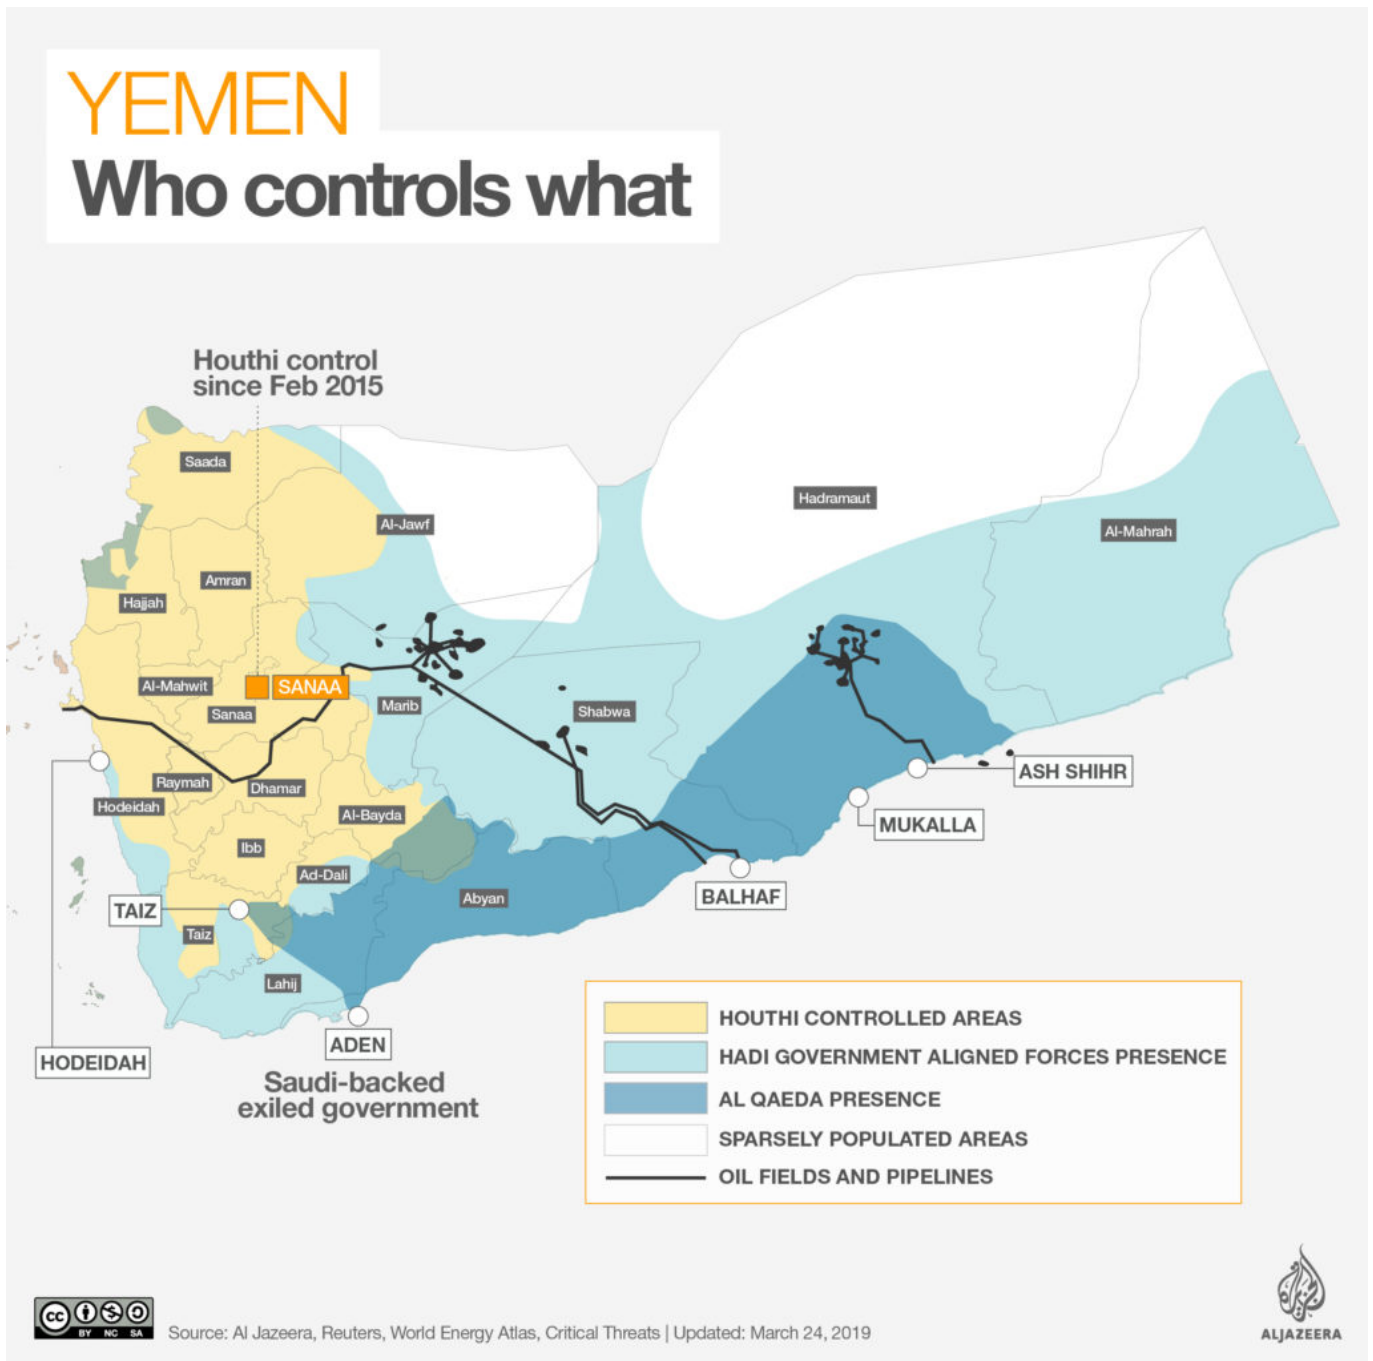 YEMEN
Who controls what
Houthi control
since Feb 2015
Saada
Al-Jawf
Hadramaut
Al-Mahrah
Amran
Hajjah
Al-Mahwit
SANAA
Sanaa
Marib
Shabwa
Raymah
Dhamar
Hodeidah
Al-Bayda
ASH SHIHR
MUKALLA
Ibb
Ad-Dali
BALHAF
Abyan
TAIZ
Taiz
Lahij
ADEN
HODEIDAH
Saudi-backed
exiled government
HOUTHI CONTROLLED AREAS
HADI GOVERNMENT ALIGNED FORCES PRESENCE
AL QAEDA PRESENCE
SPARSELY POPULATED AREAS
OIL FIELDS AND PIPELINES
cc
BY NC SA
Source: Al Jazeera, Reuters, World Energy Atlas, Critical Threats | Updated: March 24, 2019
ALJAZEERA